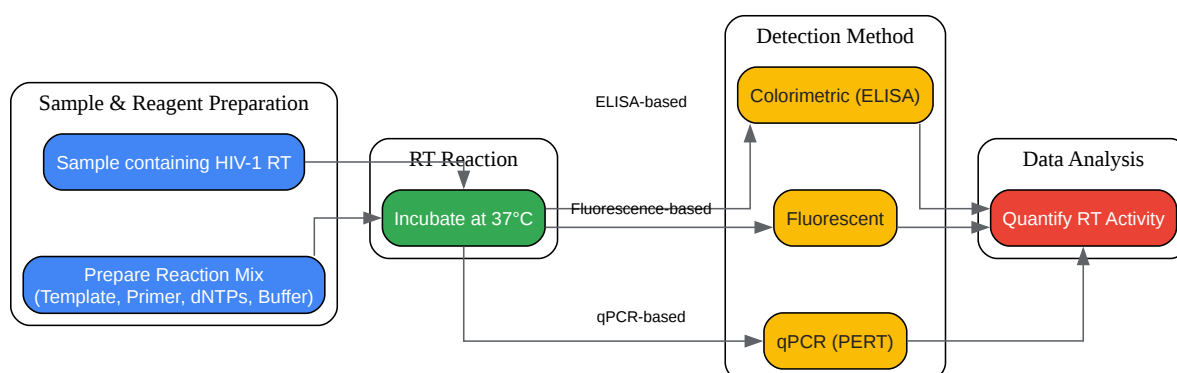 Sample & Reagent Preparation
Sample containing HIV-1 RT
Prepare Reaction Mix
(Template, Primer, dNTPs, Buffer)
RT Reaction
Incubate at 37°C
ELISA-based
Fluorescence-based
qPCR-based
Detection Method
Colorimetric (ELISA)
Fluorescent
qPCR (PERT)
Data Analysis
Quantify RT Activity